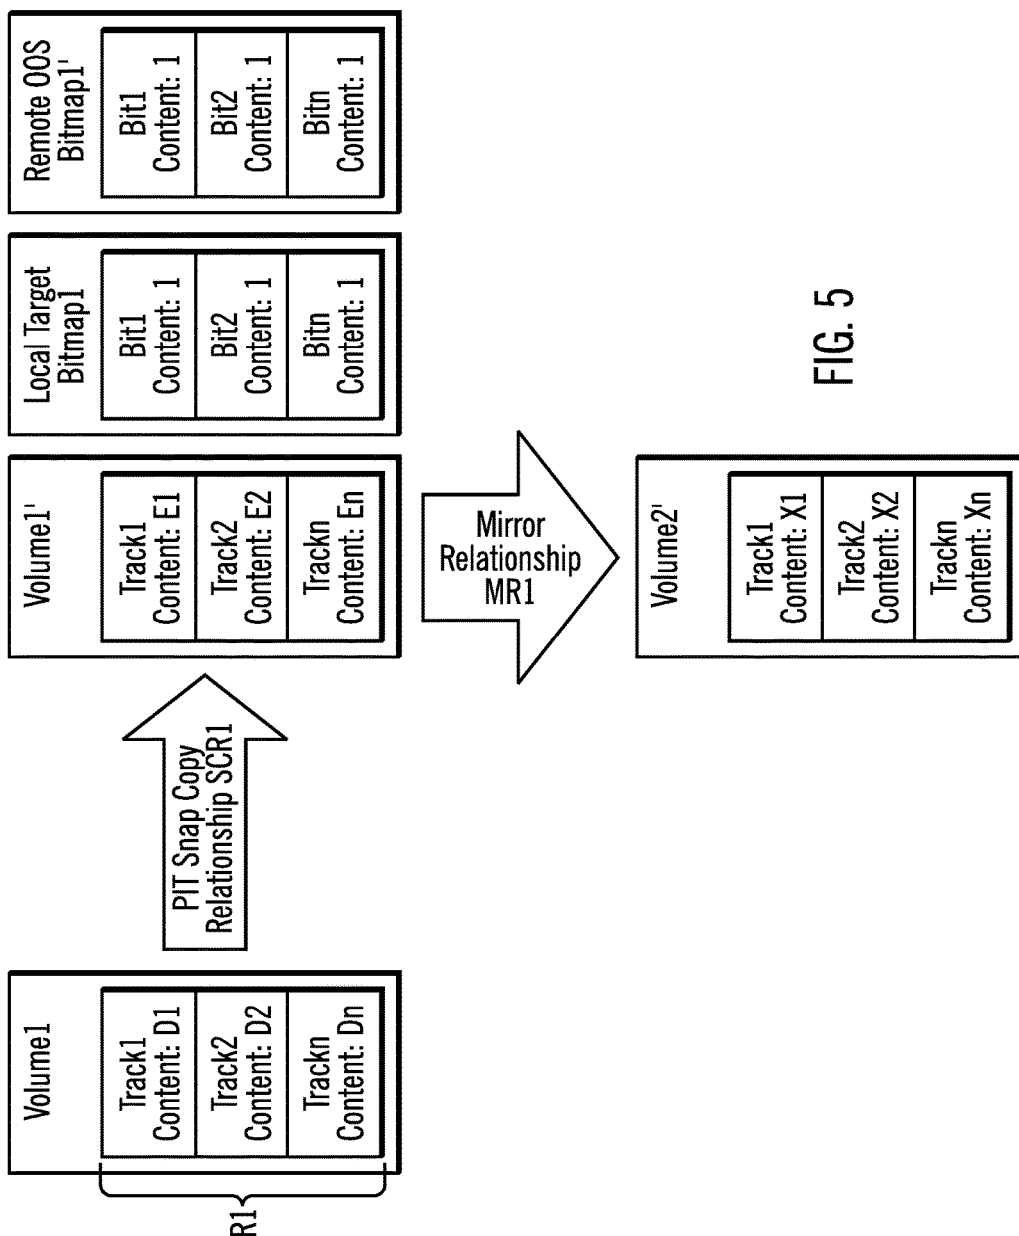 Volume1
Track1
Content: D1
Track2
Content: D2
Trackn
Content: Dn
R1
PIT Snap Copy
Relationship SCR1
Volume1'
Track1
Content: E1
Track2
Content: E2
Trackn
Content: En
Local Target
Bitmap1
Bit1
Content: 1
Bit2
Content: 1
Bitn
Content: 1
Remote OOS
Bitmap1'
Bit1
Content: 1
Bit2
Content: 1
Bitn
Content: 1
Mirror
Relationship
MR1
Volume2'
Track1
Content: X1
Track2
Content: X2
Trackn
Content: Xn
FIG. 5